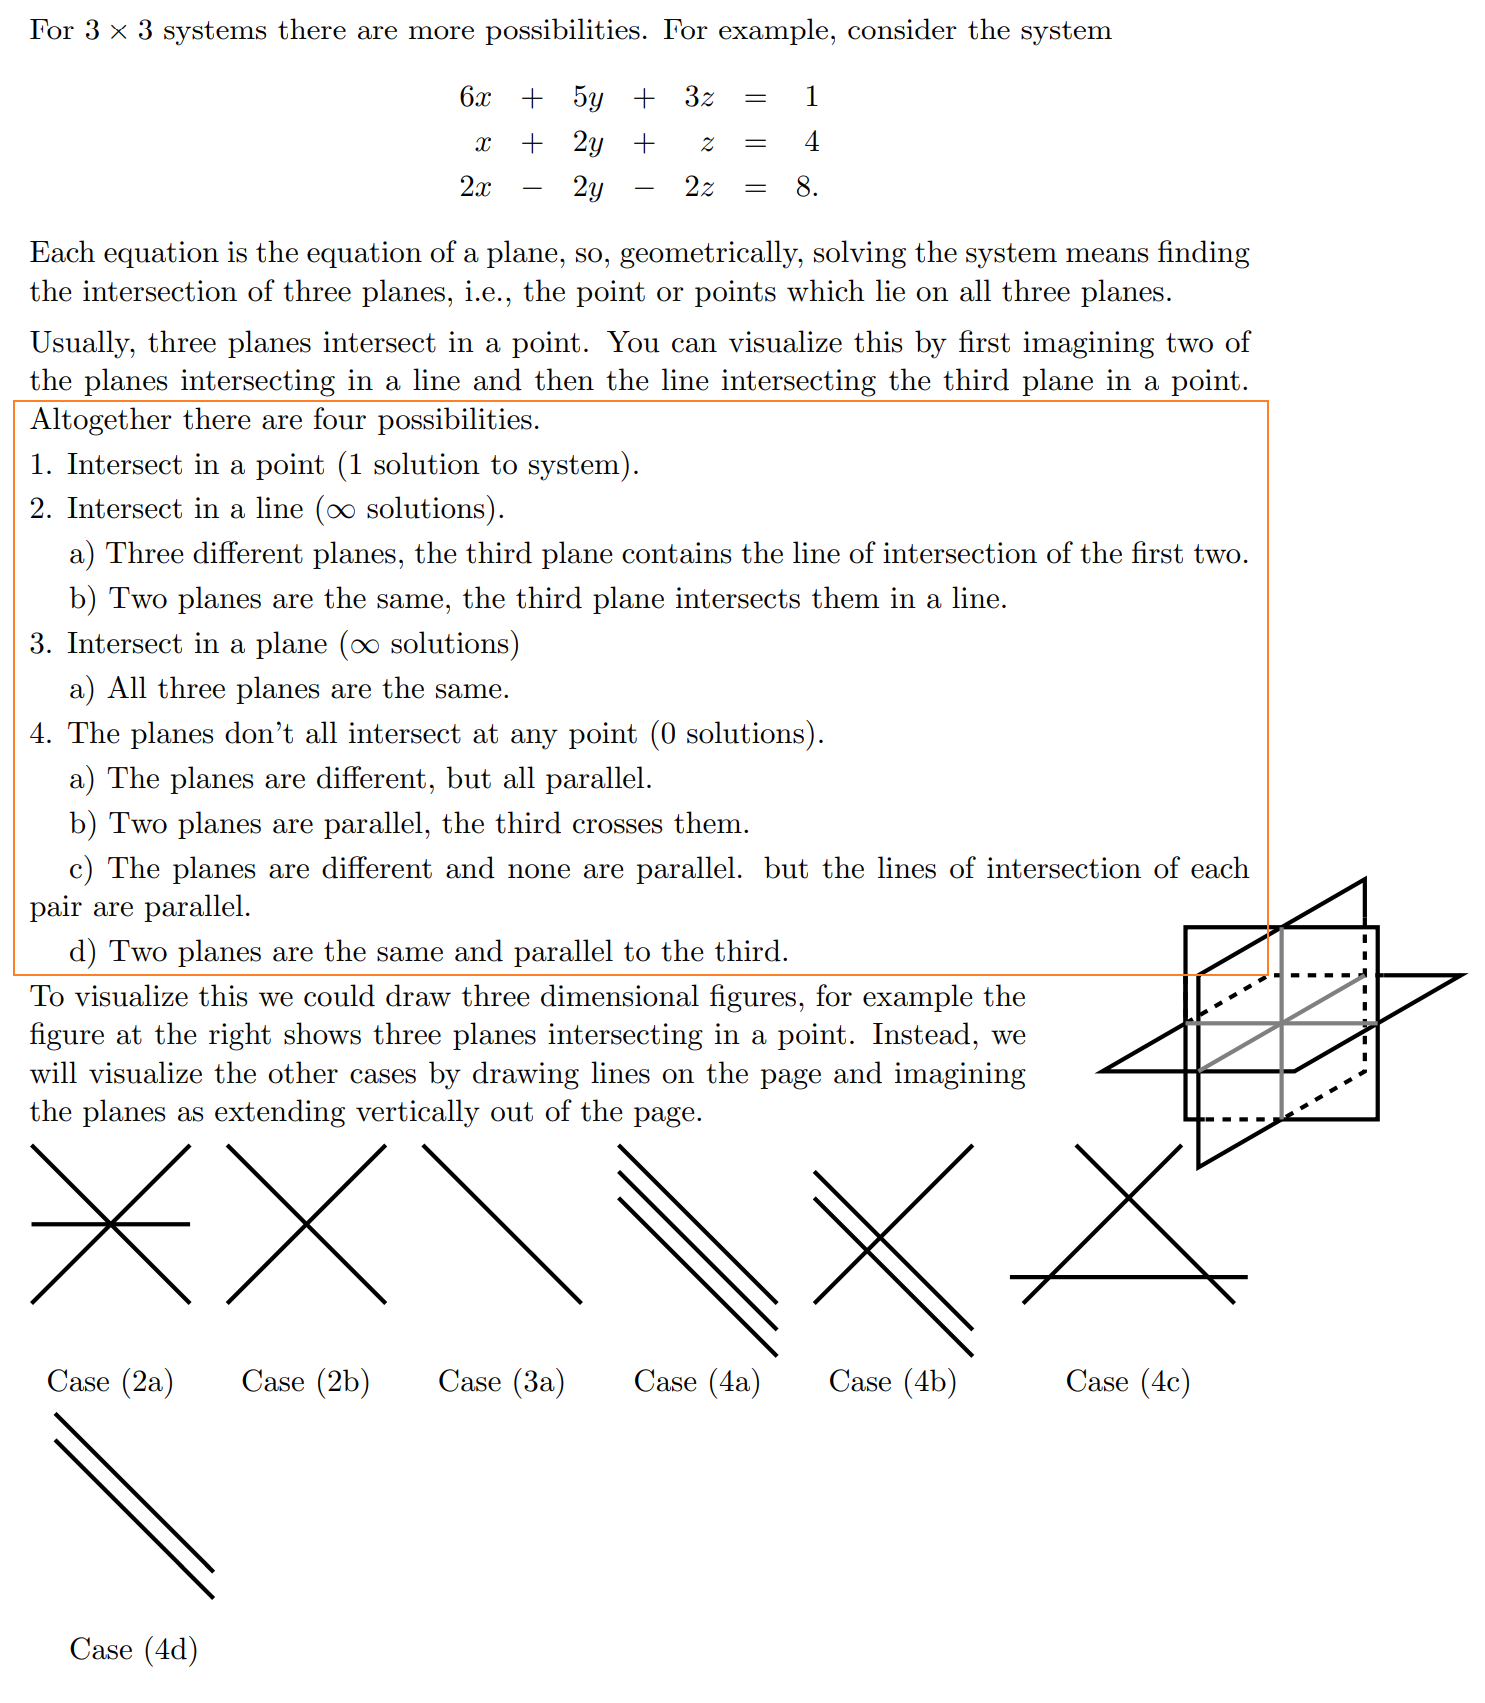 For 3 × 3 systems there are more possibilities. For example, consider the system
6x + 5y + 3z = 1
x + 2y + z = 4
2x − 2y − 2z = 8.
Each equation is the equation of a plane, so, geometrically, solving the system means finding
the intersection of three planes, i.e., the point or points which lie on all three planes.
Usually, three planes intersect in a point. You can visualize this by first imagining two of
the planes intersecting in a line and then the line intersecting the third plane in a point.
Altogether there are four possibilities.
1. Intersect in a point (1 solution to system).
2. Intersect in a line (∞ solutions).
a) Three different planes, the third plane contains the line of intersection of the first two.
b) Two planes are the same, the third plane intersects them in a line.
3. Intersect in a plane (∞ solutions)
a) All three planes are the same.
4. The planes don't all intersect at any point (0 solutions).
a) The planes are different, but all parallel.
b) Two planes are parallel, the third crosses them.
c) The planes are different and none are parallel. but the lines of intersection of each
pair are parallel.
d) Two planes are the same and parallel to the third.
To visualize this we could draw three dimensional figures, for example the
figure at the right shows three planes intersecting in a point. Instead, we
will visualize the other cases by drawing lines on the page and imagining
the planes as extending vertically out of the page.
Case (2a) Case (2b) Case (3a) Case (4a) Case (4b) Case (4c)
Case (4d)